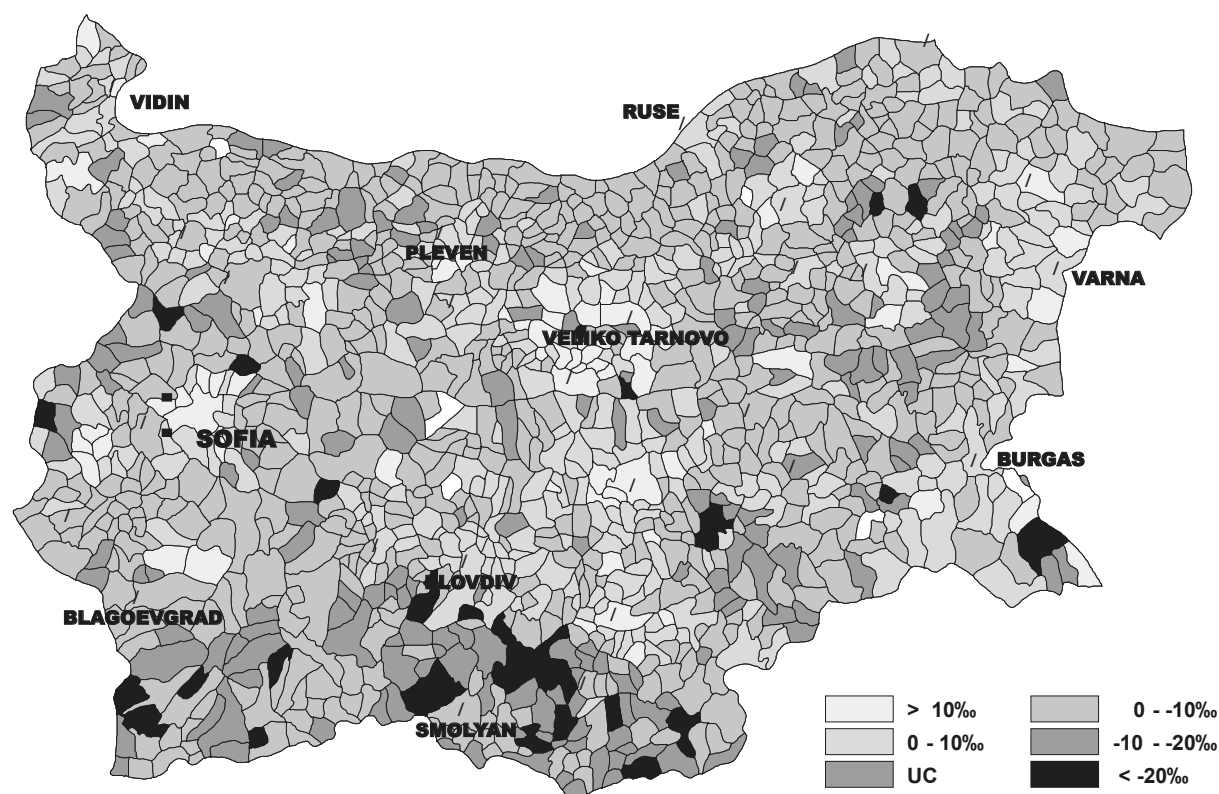 VIDIN
RUSE
PLEVEN
VARNA
VELIKO TARNOVO
SOFIA
BURGAS
PLOVDIV
BLAGOEVGRAD
SMOLYAN
> 10‰
0 - 10‰
UC
0 - -10‰
-10 - -20‰
< -20‰